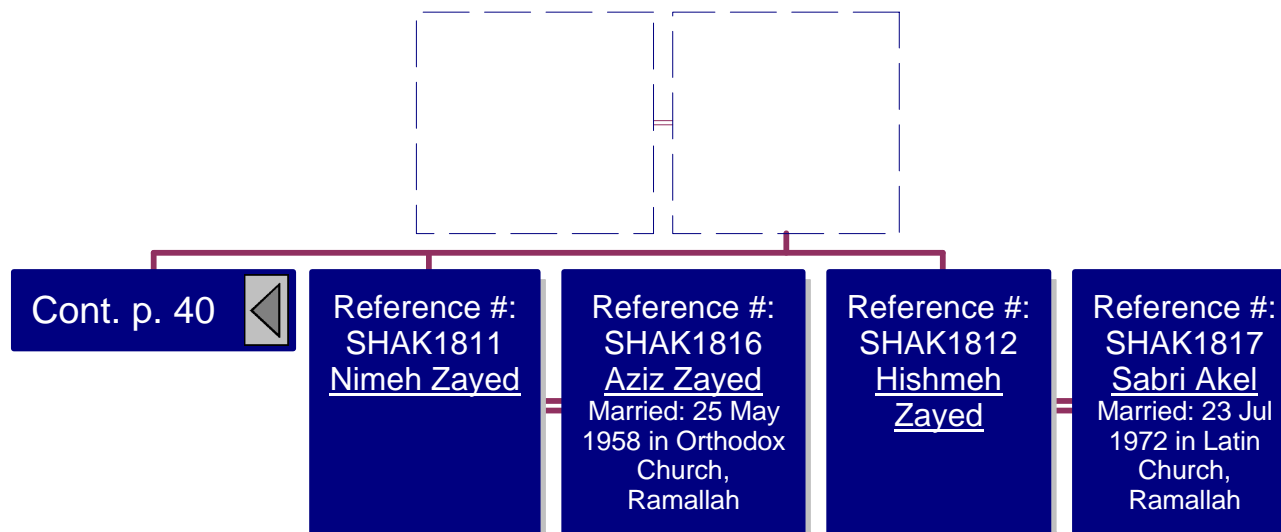 Cont. p. 40
Reference #:
SHAK1811
Nimeh Zayed
Reference #:
SHAK1816
Aziz Zayed
Married: 25 May
1958 in Orthodox
Church,
Ramallah
Reference #:
SHAK1812
Hishmeh
Zayed
Reference #:
SHAK1817
Sabri Akel
Married: 23 Jul
1972 in Latin
Church,
Ramallah